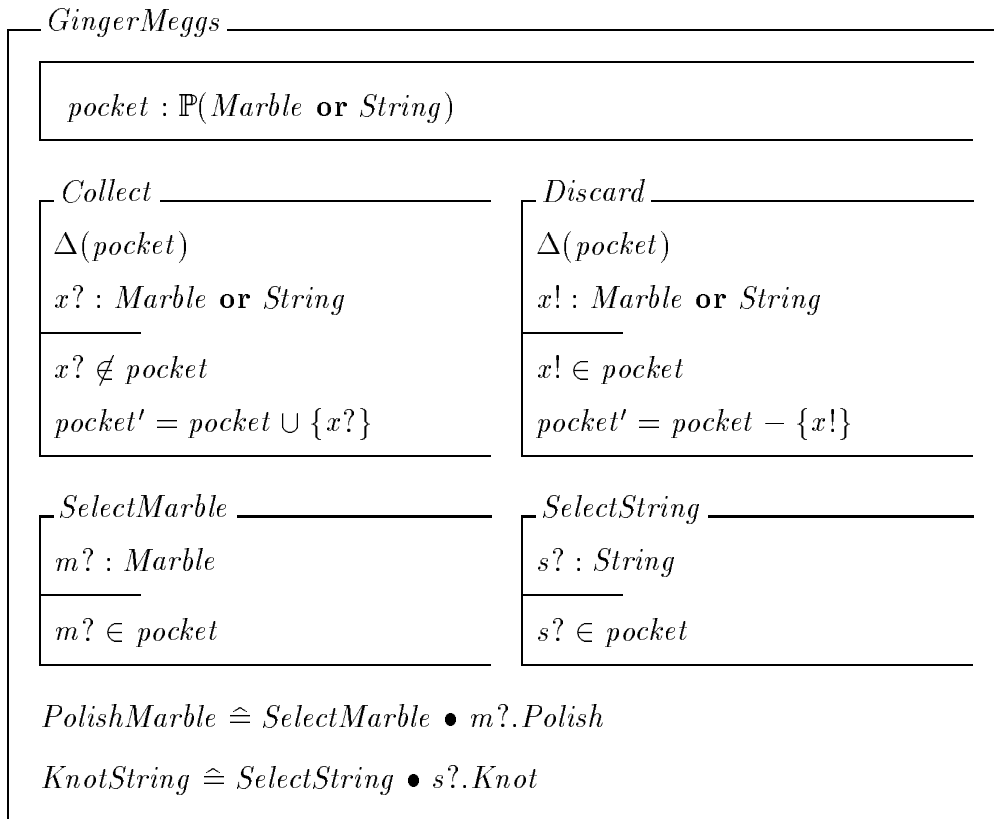 GingerMeggs
pocket : ℙ(Marble or String)
Collect
Δ(pocket)
x? : Marble or String
x? ∉ pocket
pocket′ = pocket ∪ {x?}
Discard
Δ(pocket)
x! : Marble or String
x! ∈ pocket
pocket′ = pocket − {x!}
SelectMarble
m? : Marble
m? ∈ pocket
SelectString
s? : String
s? ∈ pocket
PolishMarble ≙ SelectMarble • m?.Polish
KnotString ≙ SelectString • s?.Knot